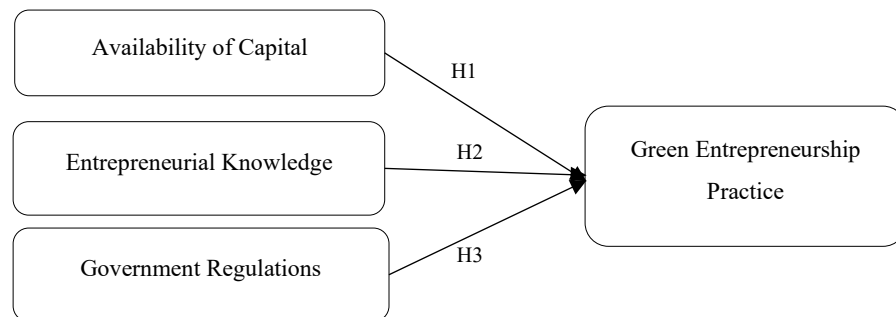 Availability of Capital
H1
Entrepreneurial Knowledge
H2
Green Entrepreneurship
Practice
Government Regulations
H3